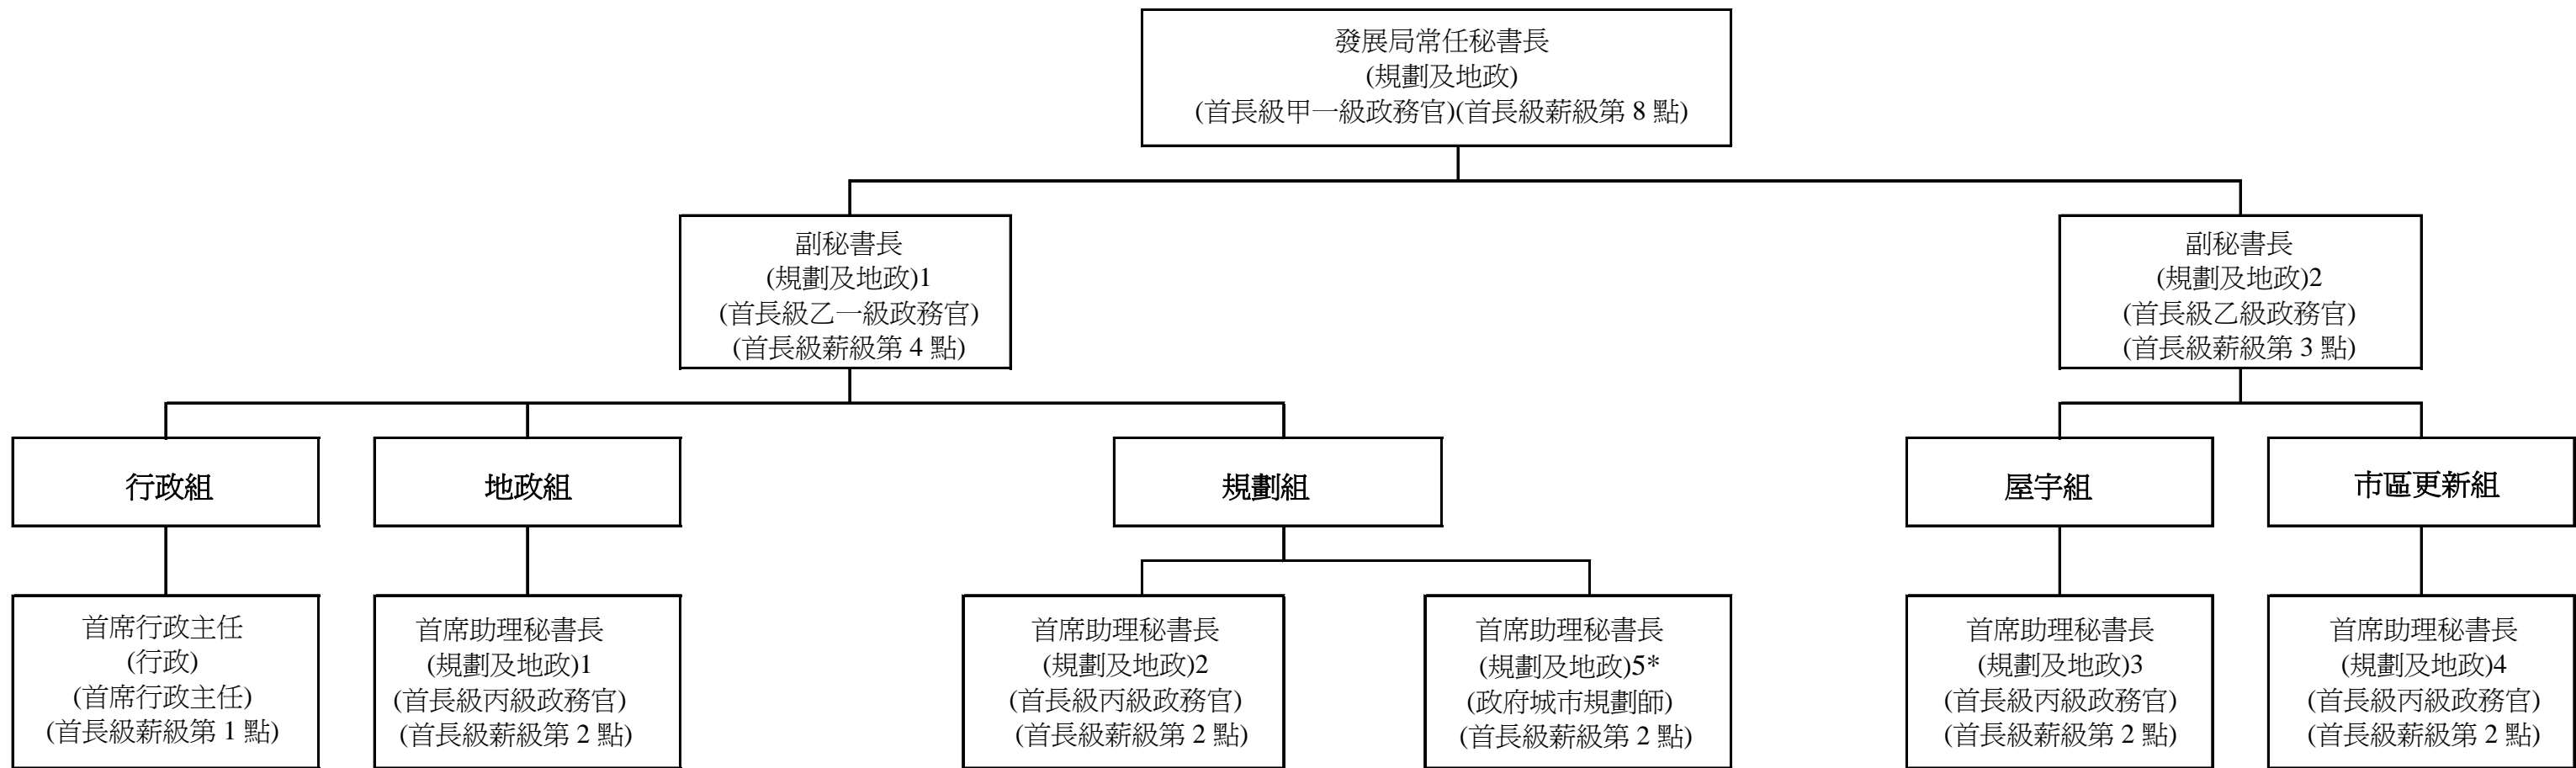 發展局常任秘書長
(規劃及地政)
(首長級甲一級政務官)(首長級薪級第 8 點)
副秘書長
(規劃及地政)1
(首長級乙一級政務官)
(首長級薪級第 4 點)
副秘書長
(規劃及地政)2
(首長級乙級政務官)
(首長級薪級第 3 點)
行政組
地政組
規劃組
屋宇組
市區更新組
首席行政主任
(行政)
(首席行政主任)
(首長級薪級第 1 點)
首席助理秘書長
(規劃及地政)1
(首長級丙級政務官)
(首長級薪級第 2 點)
首席助理秘書長
(規劃及地政)2
(首長級丙級政務官)
(首長級薪級第 2 點)
首席助理秘書長
(規劃及地政)5*
(政府城市規劃師)
(首長級薪級第 2 點)
首席助理秘書長
(規劃及地政)3
(首長級丙級政務官)
(首長級薪級第 2 點)
首席助理秘書長
(規劃及地政)4
(首長級丙級政務官)
(首長級薪級第 2 點)